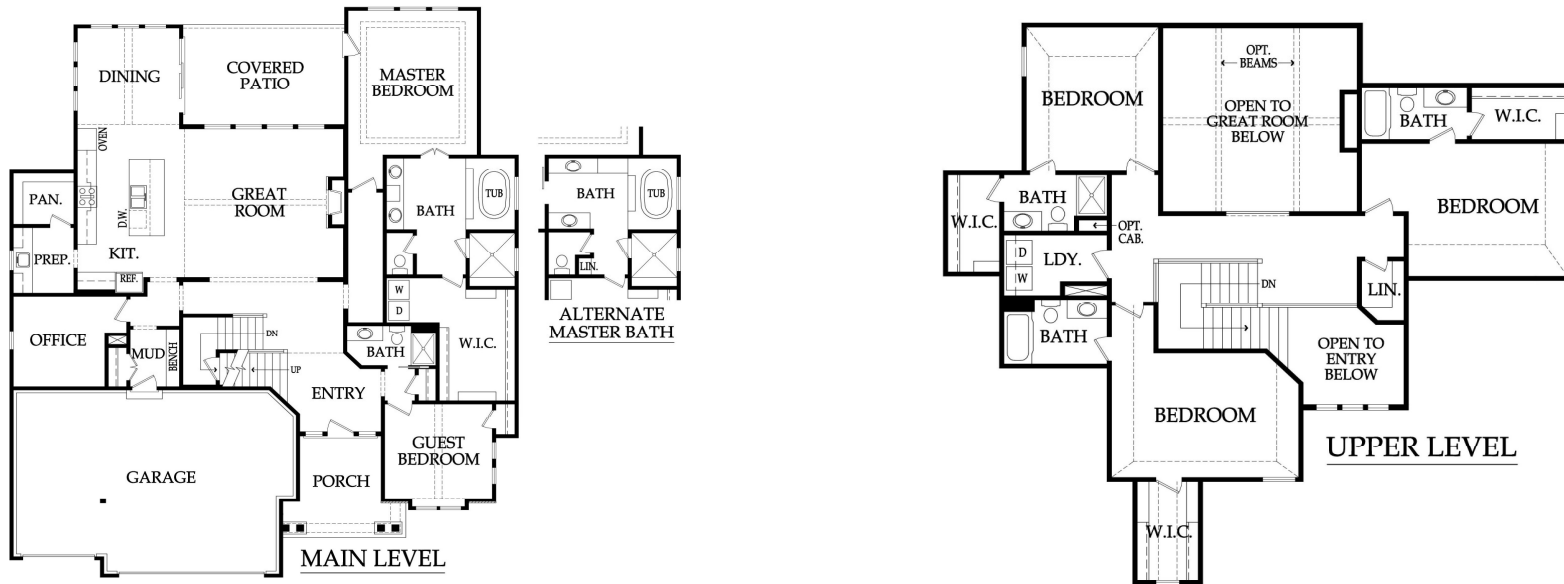 DINING
COVERED
PATIO
MASTER
BEDROOM
OVEN
PAN.
D.W.
GREAT
ROOM
BATH
TUB
PREP.
KIT.
REF.
W
D
OFFICE
MUD
BENCH
DN
UP
BATH
W.I.C.
ENTRY
GUEST
BEDROOM
GARAGE
PORCH
MAIN LEVEL
BATH
TUB
LIN.
ALTERNATE
MASTER BATH
BEDROOM
OPT.
BEAMS
OPEN TO
GREAT ROOM
BELOW
BATH
W.I.C.
W.I.C.
BATH
OPT.
CAB.
BEDROOM
D
W
LDY.
DN
LIN.
BATH
OPEN TO
ENTRY
BELOW
BEDROOM
UPPER LEVEL
W.I.C.